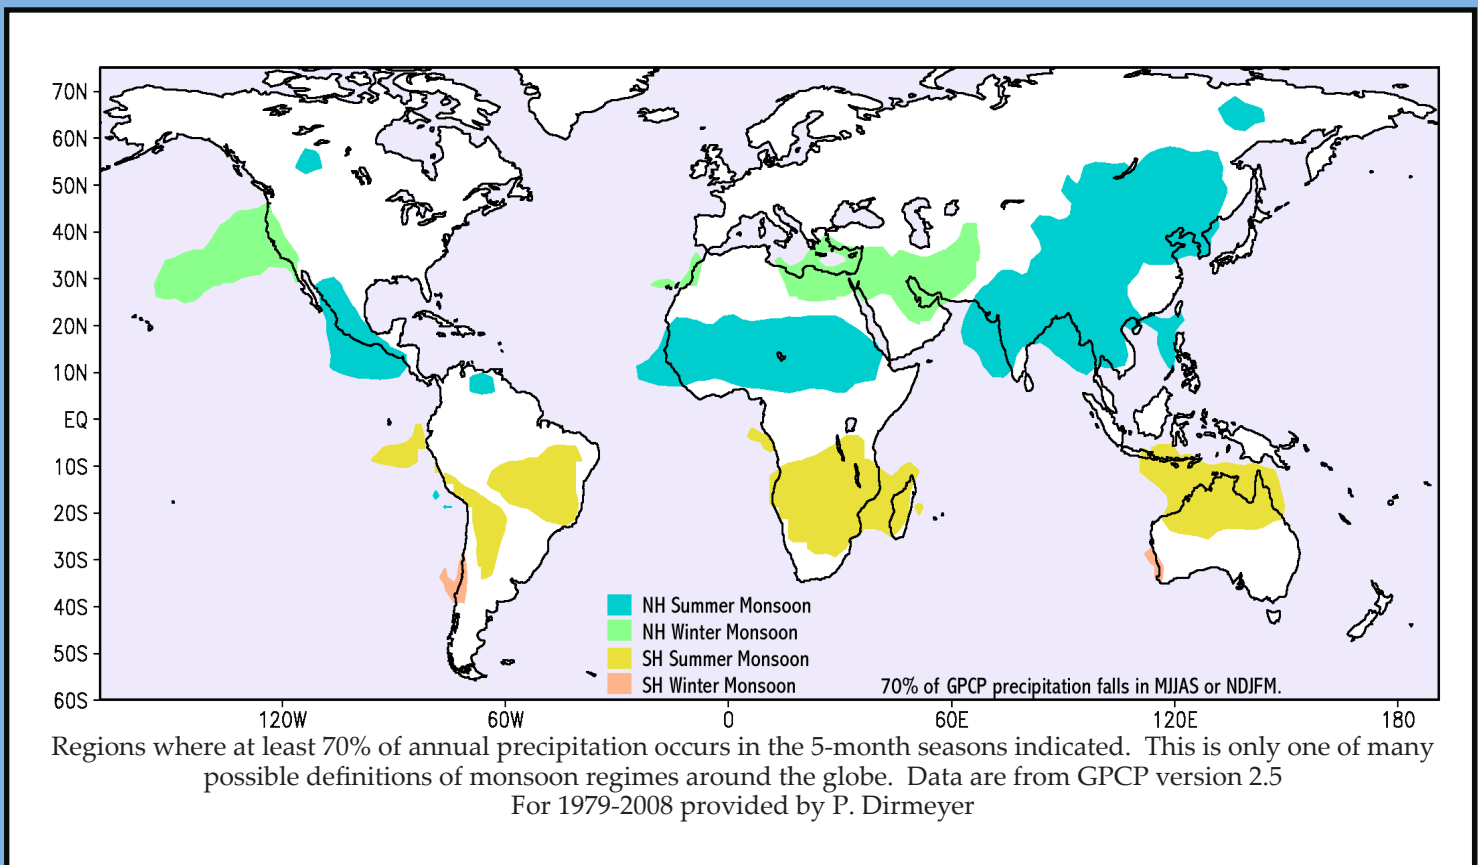 70N
60N
50N
40N
30N
20N
10N
EQ
10S
20S
30S
40S
50S
60S
NH Summer Monsoon
NH Winter Monsoon
SH Summer Monsoon
SH Winter Monsoon
70% of GPCP precipitation falls in MJJAS or NDJFM.
120W 60W 0 60E 120E 180
Regions where at least 70% of annual precipitation occurs in the 5-month seasons indicated.  This is only one of many
possible definitions of monsoon regimes around the globe.  Data are from GPCP version 2.5
For 1979-2008 provided by P. Dirmeyer